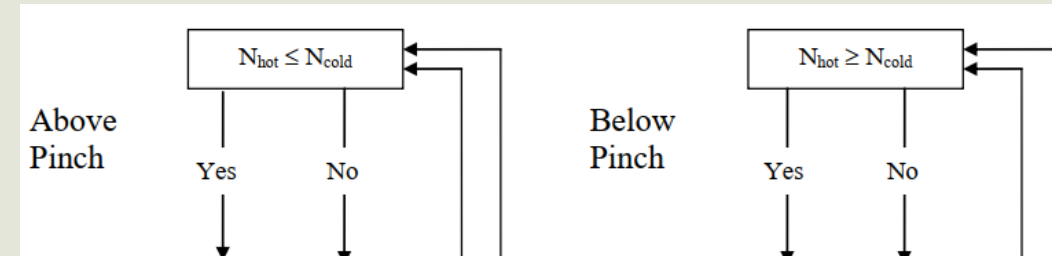 N_hot ≤ N_cold
Above
Pinch
Yes
No
N_hot ≥ N_cold
Below
Pinch
Yes
No